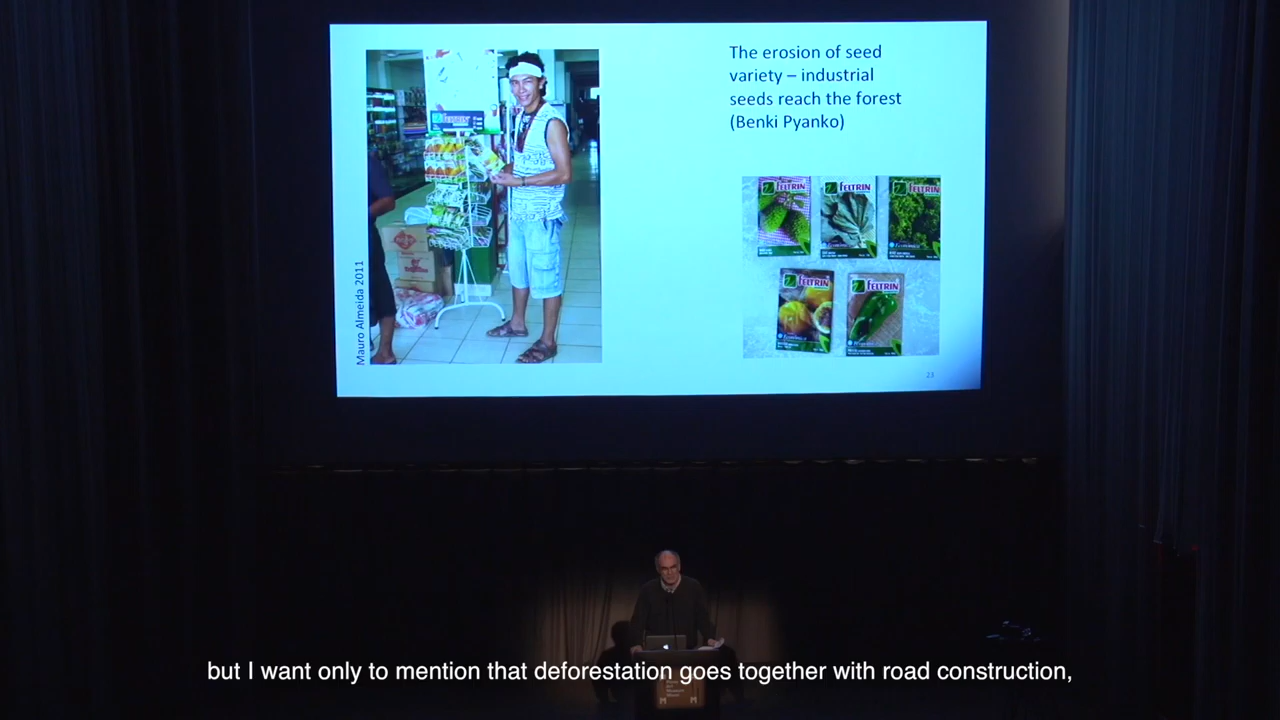 The erosion of seed
variety – industrial
seeds reach the forest
(Benki Pyanko)
Mauro Almeida 2011
FELTRIN
FELTRIN
FELTRIN
FELTRIN
FELTRIN
23
but I want only to mention that deforestation goes together with road construction,